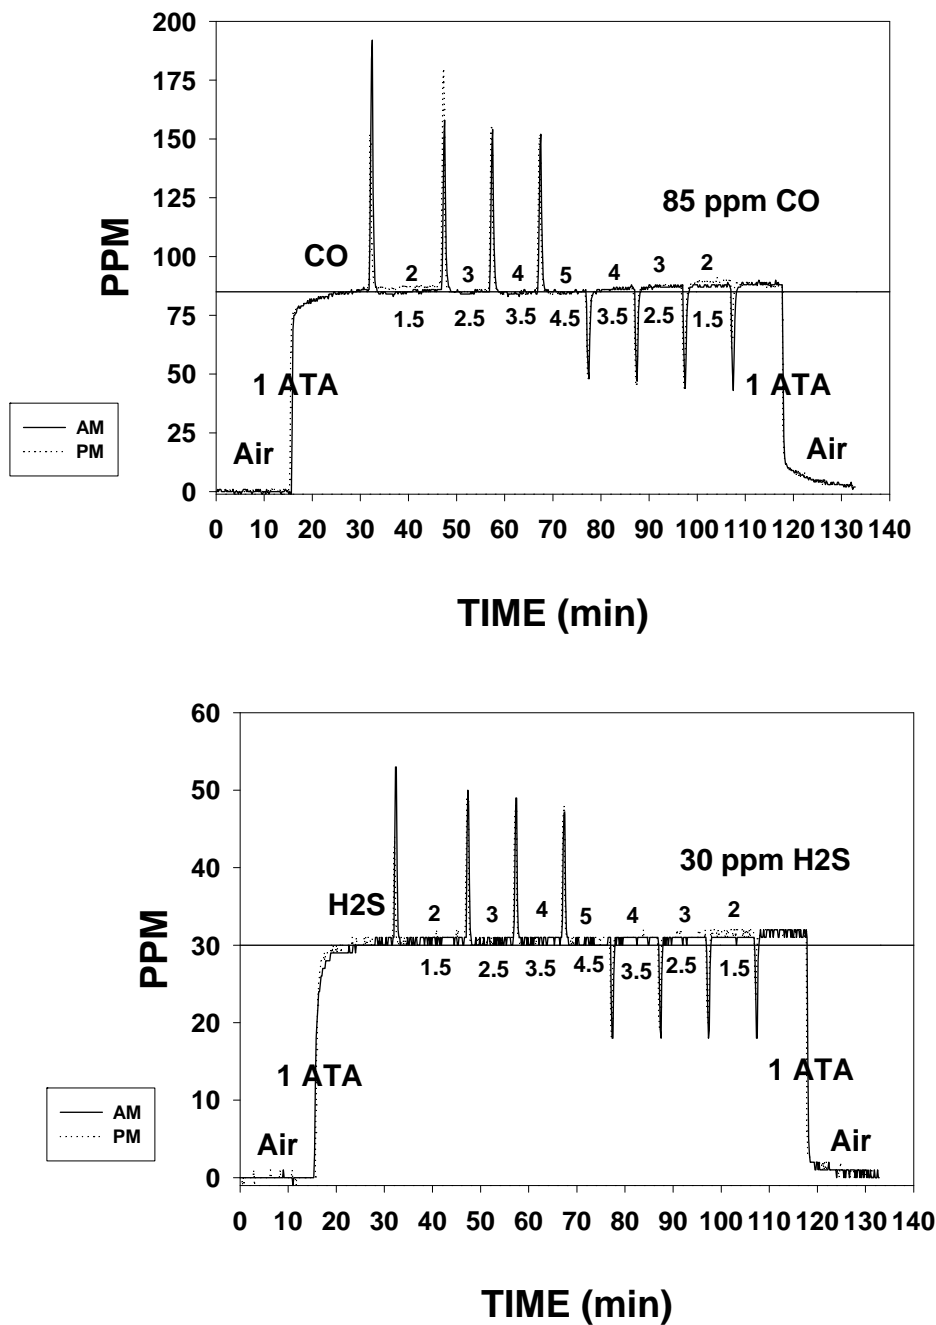 200
175
150
125
100
75
50
25
0
PPM
85 ppm CO
CO
2 3 4 5 4 3 2
1.5 2.5 3.5 4.5 3.5 2.5 1.5
1 ATA 1 ATA
Air Air
AM
PM
0 10 20 30 40 50 60 70 80 90 100 110 120 130 140
TIME (min)
60
50
40
30
20
10
0
PPM
30 ppm H2S
H2S
2 3 4 5 4 3 2
1.5 2.5 3.5 4.5 3.5 2.5 1.5
1 ATA 1 ATA
Air Air
AM
PM
0 10 20 30 40 50 60 70 80 90 100 110 120 130 140
TIME (min)